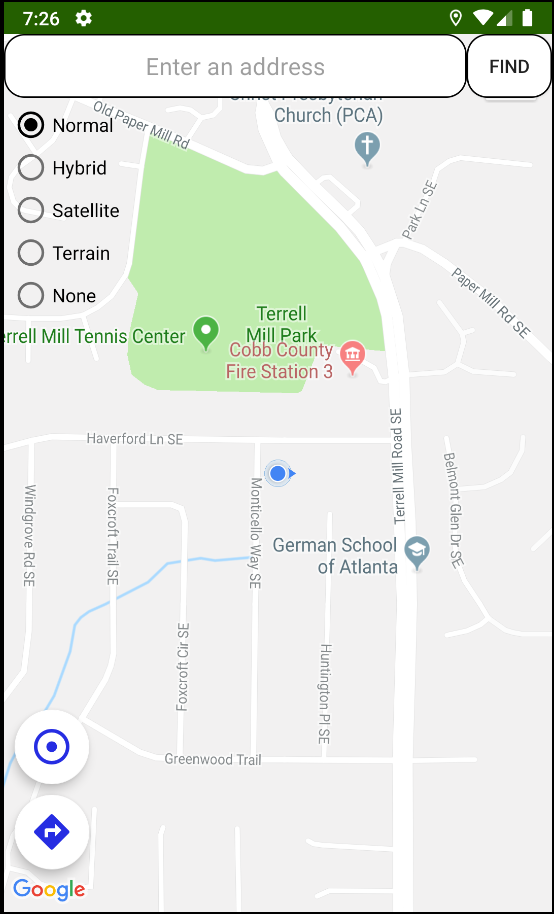 7:26
Enter an address
FIND
Christ Presbyterian
Church (PCA)
Old Paper Mill Rd
Normal
Hybrid
Satellite
Terrain
None
Park Ln SE
Paper Mill Rd SE
errell Mill Tennis Center
Terrell
Mill Park
Cobb County
Fire Station 3
Haverford Ln SE
Terrell Mill Road SE
Windgrove Rd SE
Foxcroft Trail SE
Monticello Way SE
Belmont Glen Dr SE
German School
of Atlanta
Foxcroft Cir SE
Huntington Pl SE
Greenwood Trail
Google